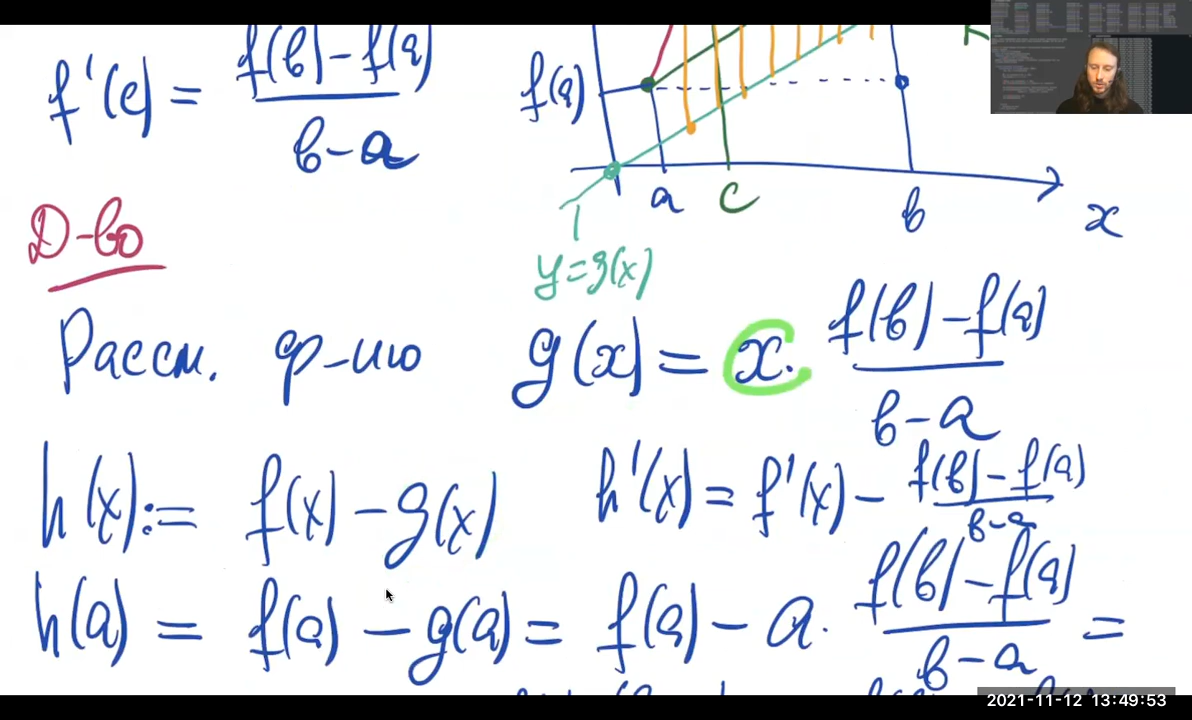 f'(c) = (f(b) - f(a)) / (b - a)
f(a)
a c b x
y = g(x)
Д-во
Рассм. ф-ию g(x) = x · (f(b) - f(a)) / (b - a)
h(x) := f(x) - g(x) h'(x) = f'(x) - (f(b) - f(a)) / (b - a)
h(a) = f(a) - g(a) = f(a) - a · (f(b) - f(a)) / (b - a) =
2021-11-12 13:49:53